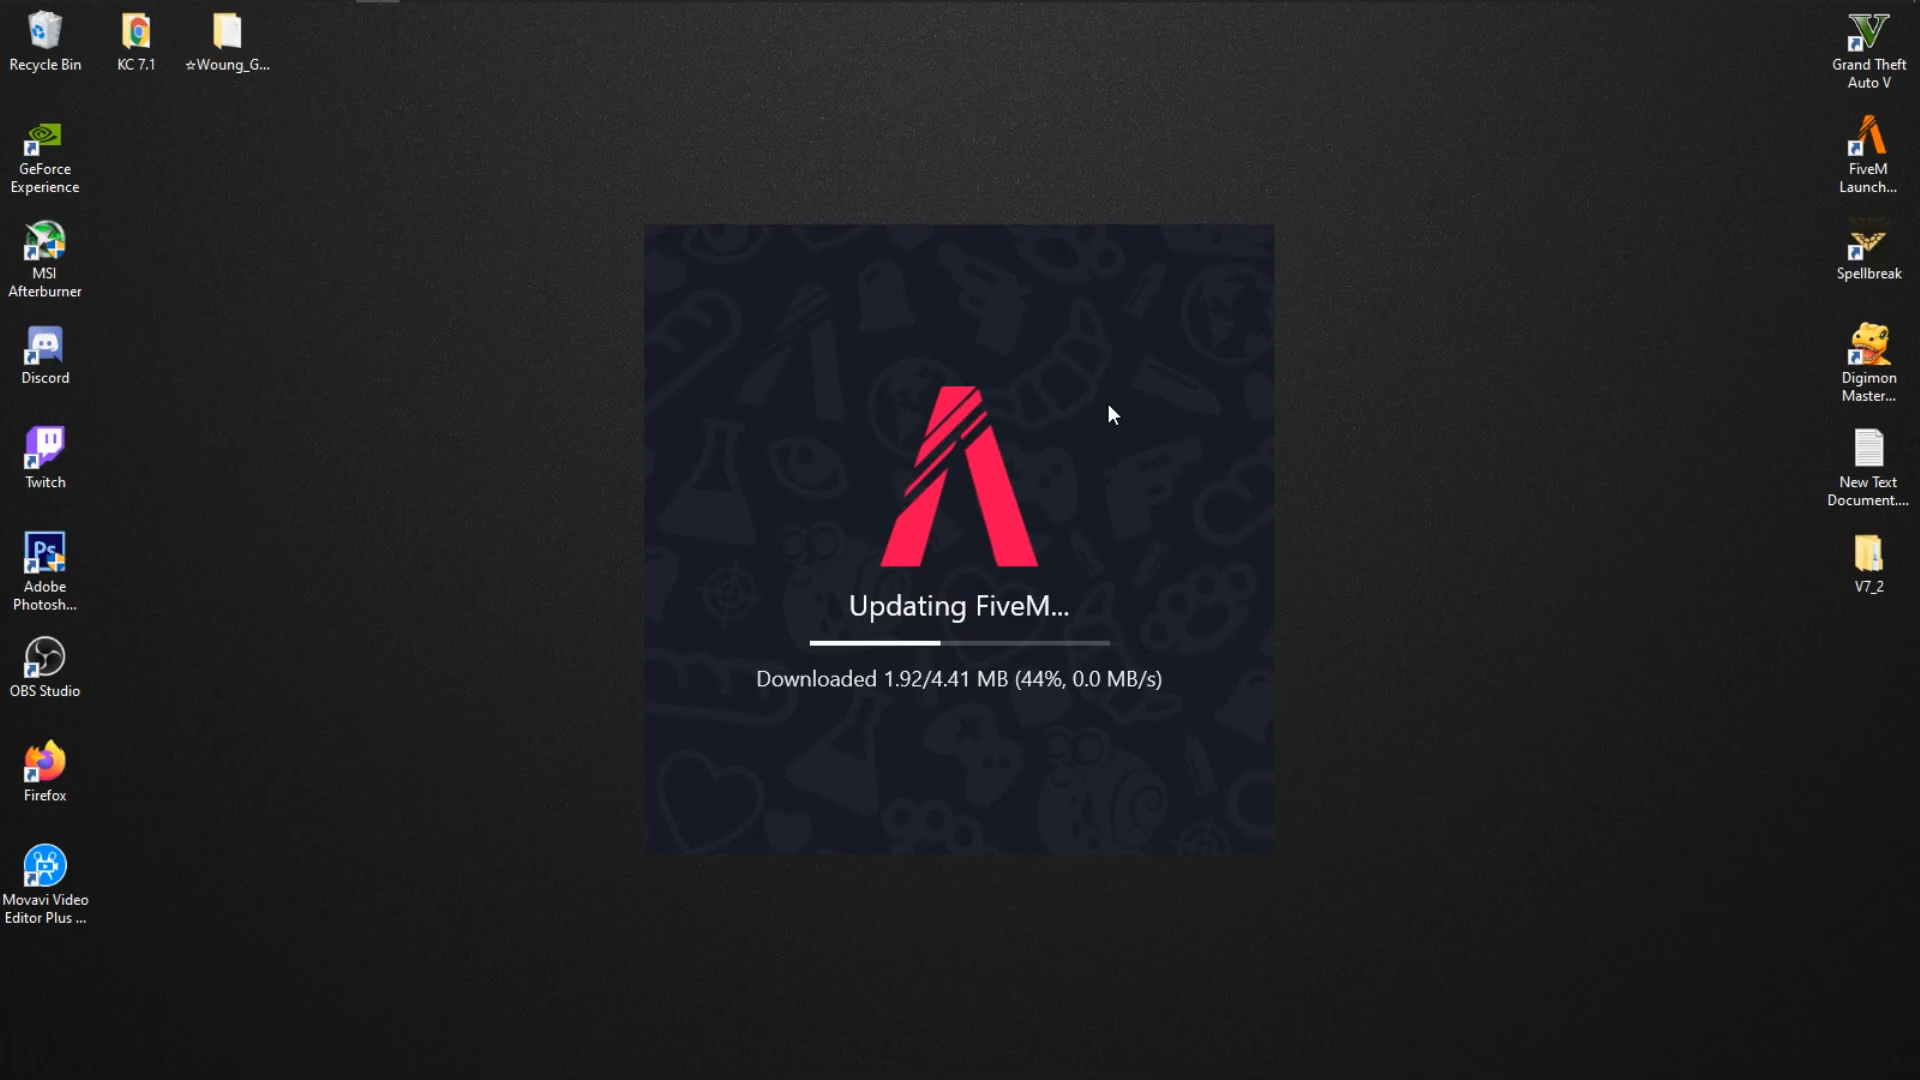 Recycle Bin
KC 7.1
☆Woung_G...
GeForce
Experience
MSI
Afterburner
Discord
Twitch
Ps
Adobe
Photosh...
OBS Studio
Firefox
Movavi Video
Editor Plus ...
Updating FiveM...
Downloaded 1.92/4.41 MB (44%, 0.0 MB/s)
Grand Theft
Auto V
FiveM
Launch...
Spellbreak
Digimon
Master...
New Text
Document....
V7_2